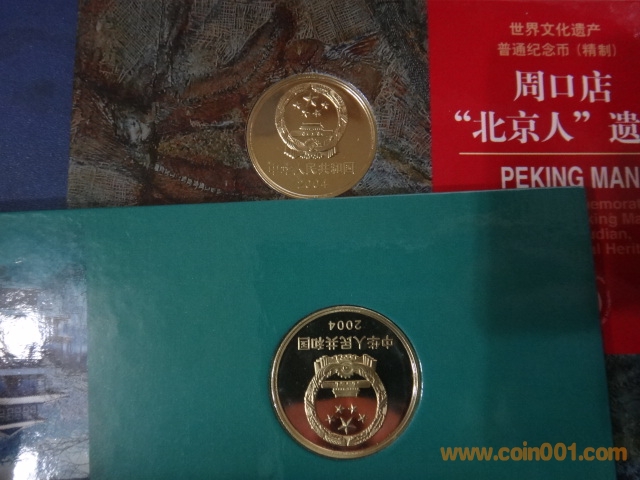 世界文化遗产
普通纪念币（精制）
周口店
“北京人”遗
PEKING MAN
中华人民共和国
2004
中华人民共和国
2004
www.coin001.com